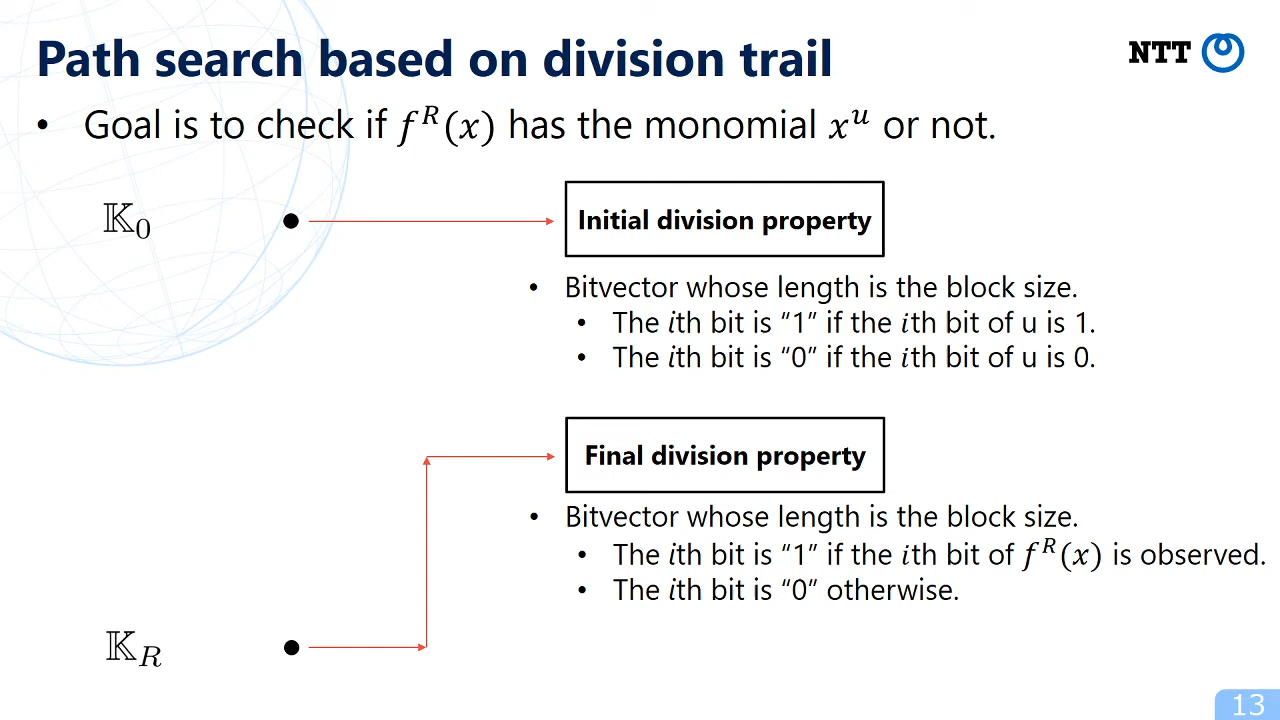 Path search based on division trail
NTT
• Goal is to check if f^R(x) has the monomial x^u or not.
𝕂_0
Initial division property
• Bitvector whose length is the block size.
• The ith bit is “1” if the ith bit of u is 1.
• The ith bit is “0” if the ith bit of u is 0.
Final division property
• Bitvector whose length is the block size.
• The ith bit is “1” if the ith bit of f^R(x) is observed.
• The ith bit is “0” otherwise.
𝕂_R
13